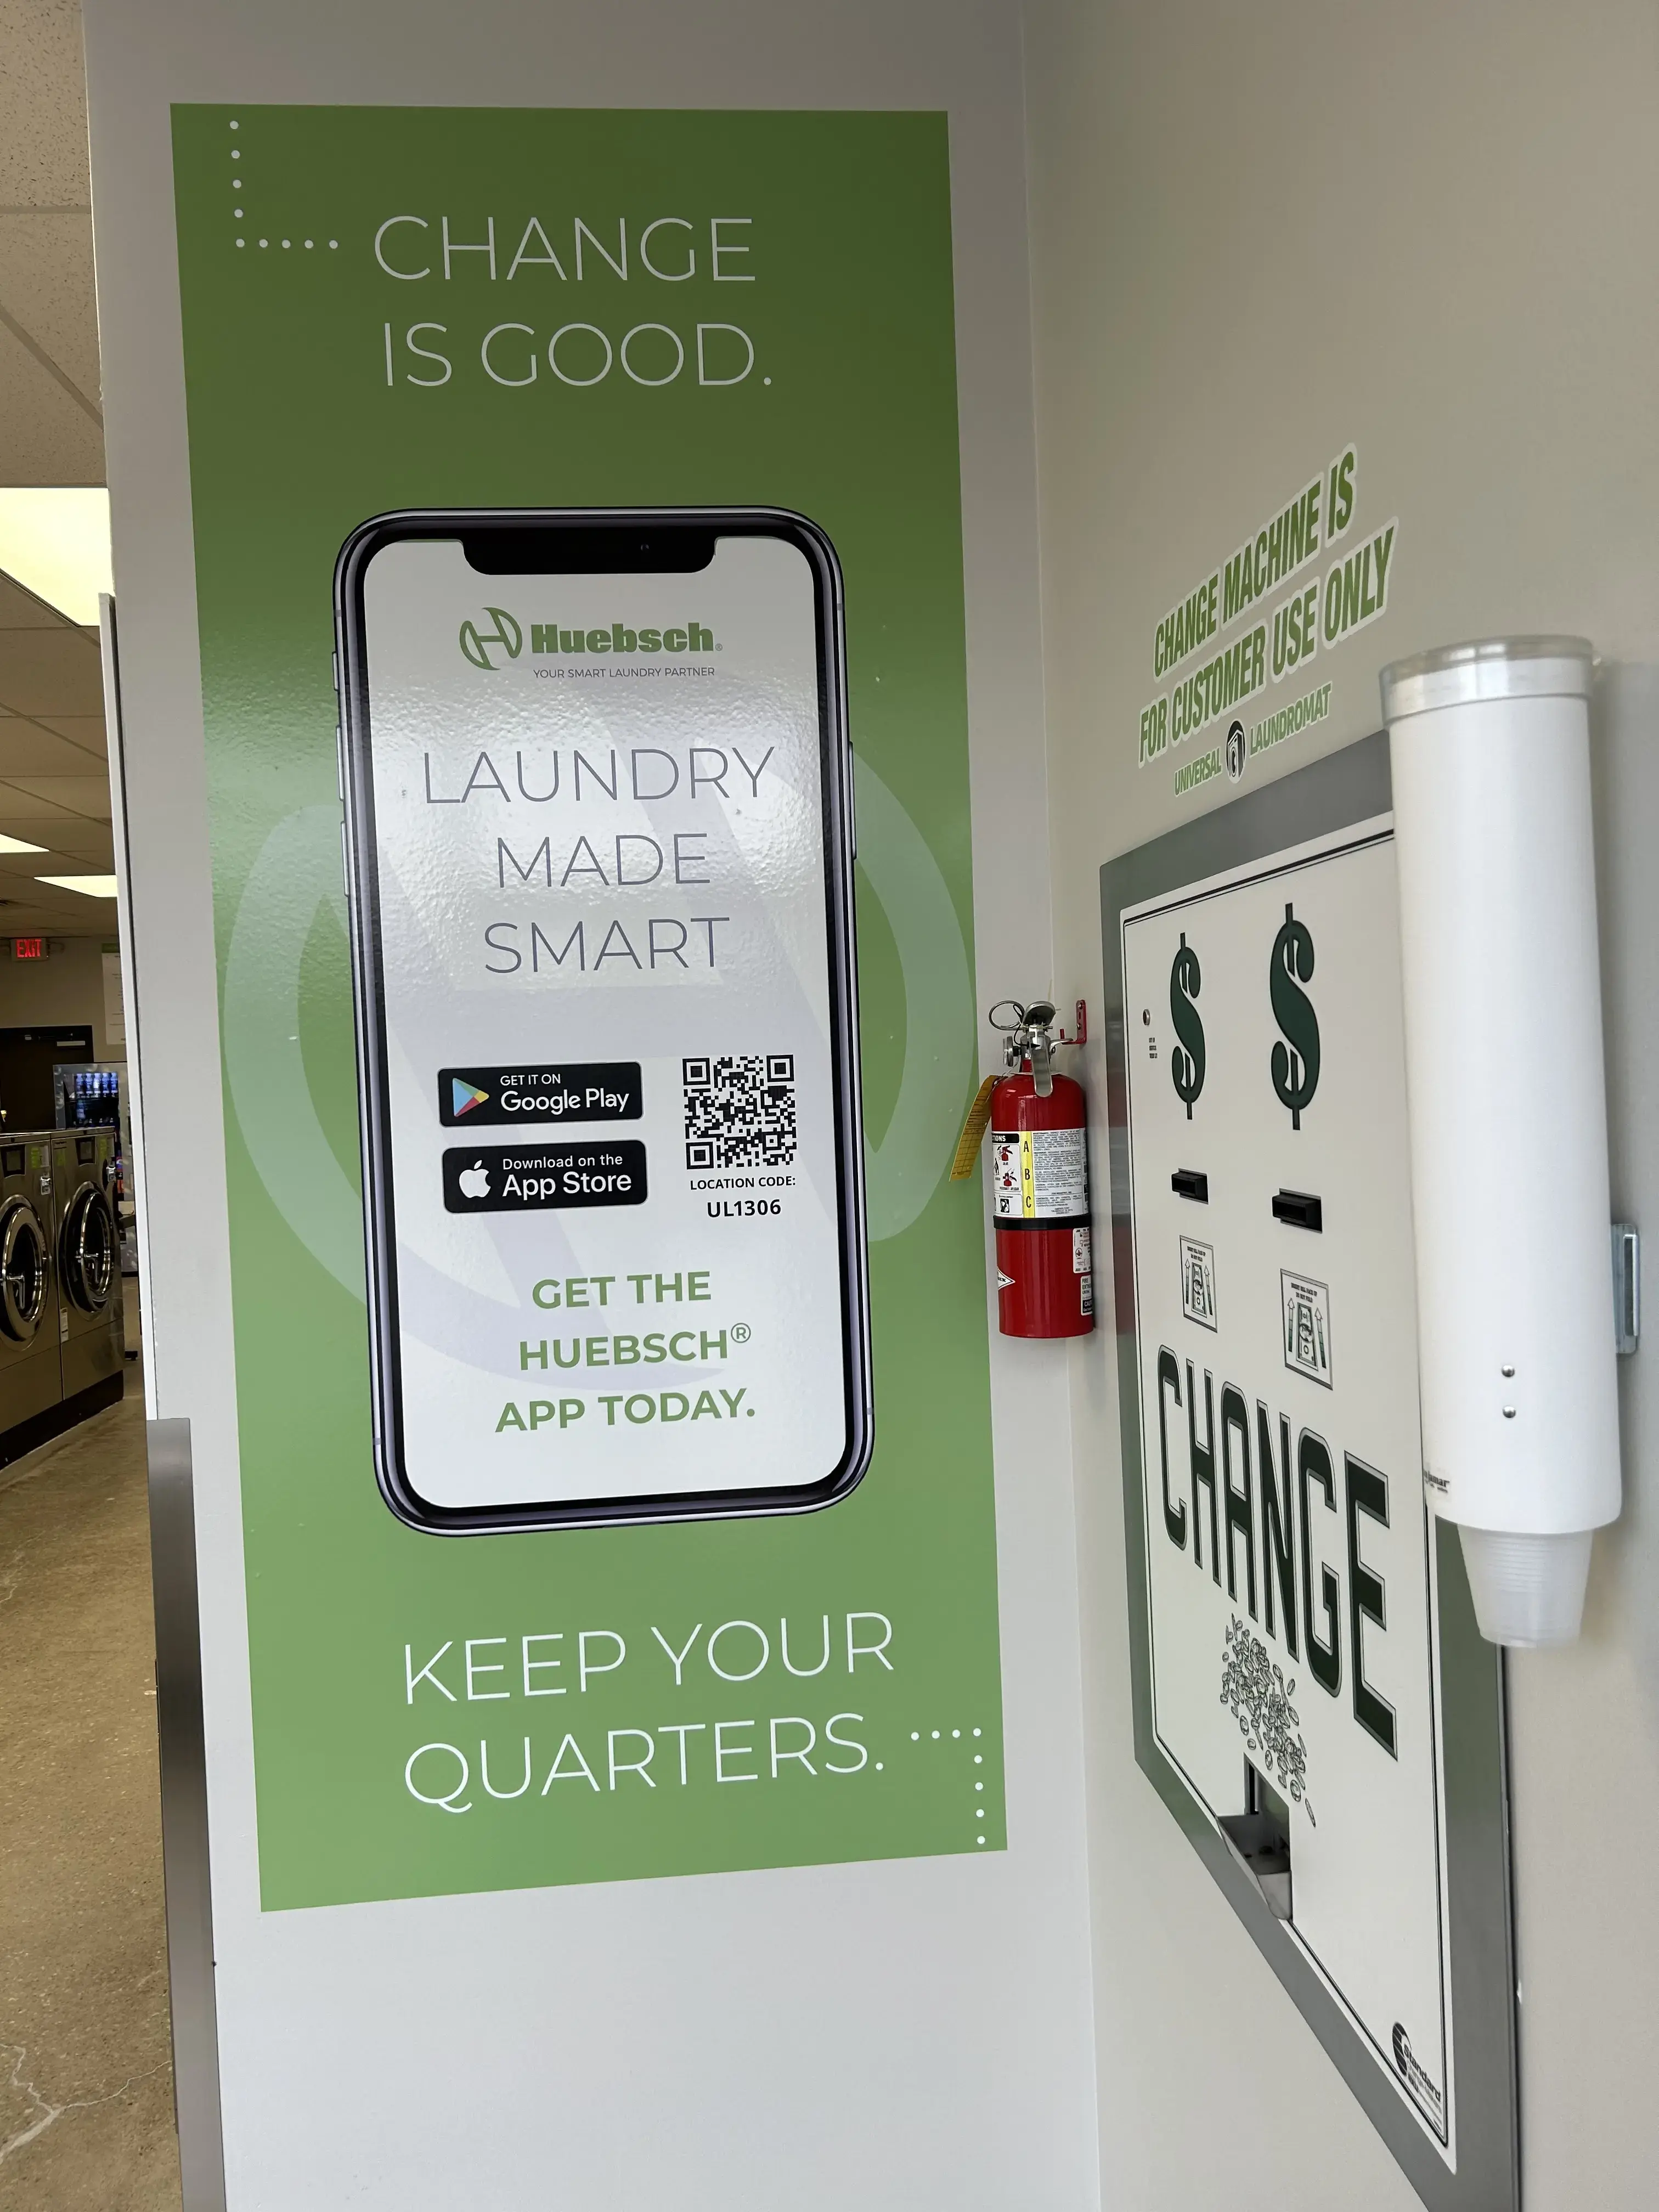 CHANGE
IS GOOD.
Huebsch®
YOUR SMART LAUNDRY PARTNER
LAUNDRY
MADE
SMART
GET IT ON
Google Play
Download on the
App Store
LOCATION CODE:
UL1306
GET THE
HUEBSCH®
APP TODAY.
KEEP YOUR
QUARTERS.
EXIT
A
B
C
CHANGE MACHINE IS
FOR CUSTOMER USE ONLY
UNIVERSAL LAUNDROMAT
$ $
CHANGE
Standard